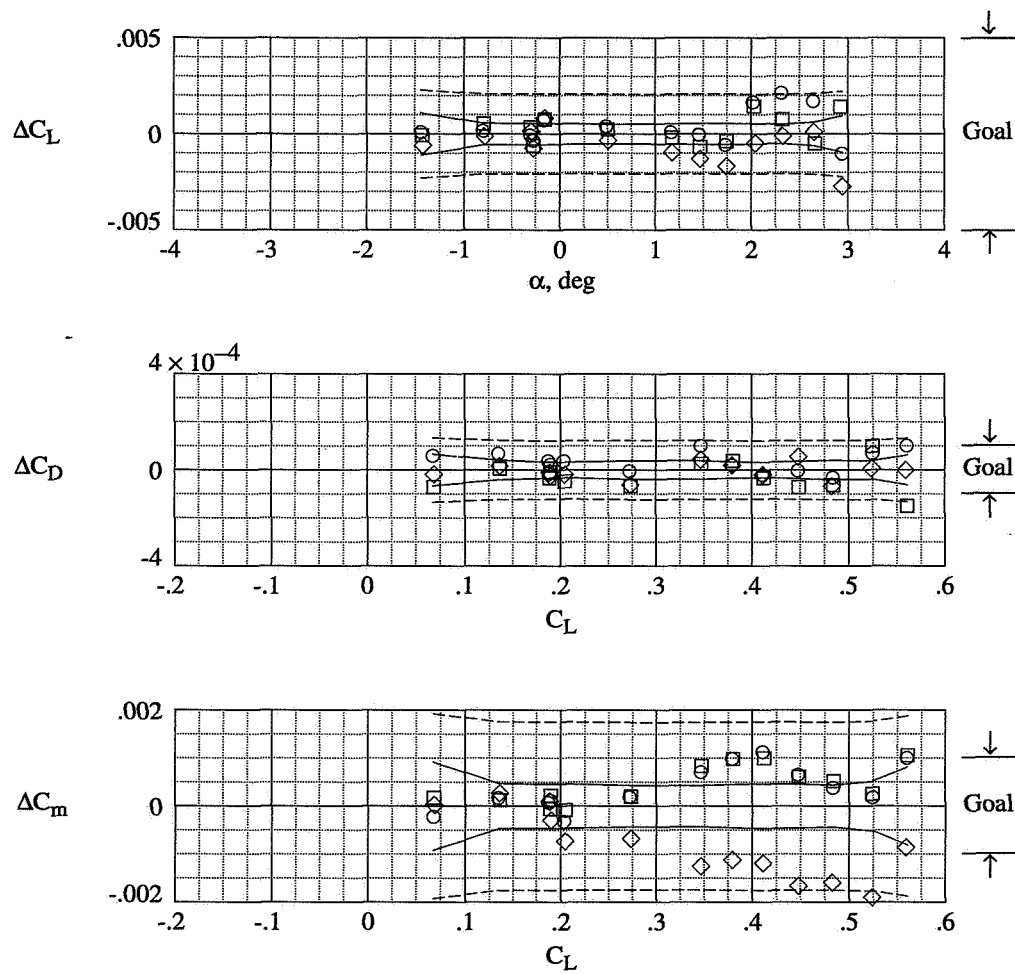 .005
ΔC_L
0
Goal
-.005
-4 -3 -2 -1 0 1 2 3 4
α, deg
4 × 10⁻⁴
ΔC_D
0
Goal
-4
-.2 -.1 0 .1 .2 .3 .4 .5 .6
C_L
.002
ΔC_m
0
Goal
-.002
-.2 -.1 0 .1 .2 .3 .4 .5 .6
C_L